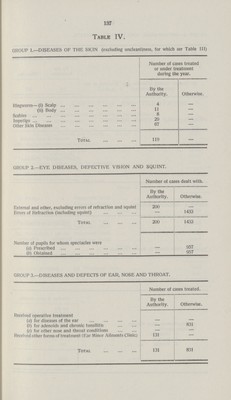 137
TABLE IV.
GROUP 1.—DISEASES OF THE SKIN (excluding uncleanliness, for which see Table III)
Number of cases treated
or under treatment
during the year.
By the
Authority.
Otherwise.
Ringworm—(i) Scalp ... 4 —
(ii) Body ... 11 —
Scabies ... 8 —
Impetigo ... 20 —
Other Skin Diseases ... 67 —
TOTAL ... 110 —
GROUP 2.—EYE DISEASES, DEFECTIVE VISION AND SQUINT.
Number of cases dealt with.
By the
Authority.
Otherwise.
External and other, excluding errors of refraction and squint 200 —
Errors of Refraction (including squint) ... — 1423
TOTAL ... 200 1423
Number of pupils for whom spectacles were
(a) Prescribed ... — 957
(b) Obtained ... — 957
GROUP 3.—DISEASES AND DEFECTS OF EAR, NOSE AND THROAT.
Number of cases treated.
By the
Authority.
Otherwise.
Received operative treatment
(a) for diseases of the ear ... — —
(b) for adenoids and chronic tonsillitis ... — 811
(c) for other nose and throat conditions ... — —
Received other forms of treatment (Ear Minor Ailments Clinic) 131 —
TOTAL ... 131 811